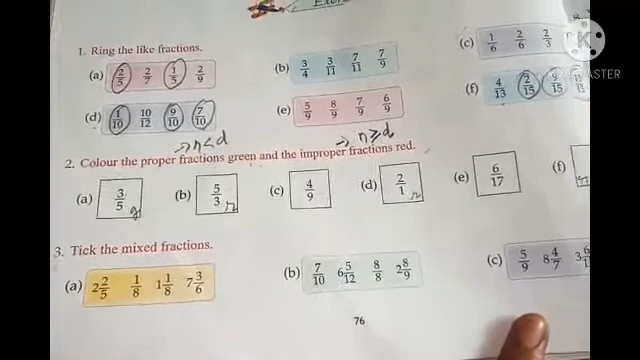 1. Ring the like fractions.
(a) 2/5 2/7 1/5 2/9 (b) 3/4 3/11 7/11 7/9 (c) 1/6 2/6 2/3
(d) 1/10 10/12 9/10 7/10 (e) 5/9 8/9 7/9 6/9 (f) 4/13 2/15 9/15
→ n<d → n≥d
2. Colour the proper fractions green and the improper fractions red.
(a) 3/5 g (b) 5/3 r (c) 4/9 (d) 2/1 r (e) 6/17 (f)
3. Tick the mixed fractions.
(a) 2 2/5 1/8 1 1/8 7 3/6 (b) 7/10 6 5/12 8/8 2 8/9 (c) 5/9 8 4/7
76